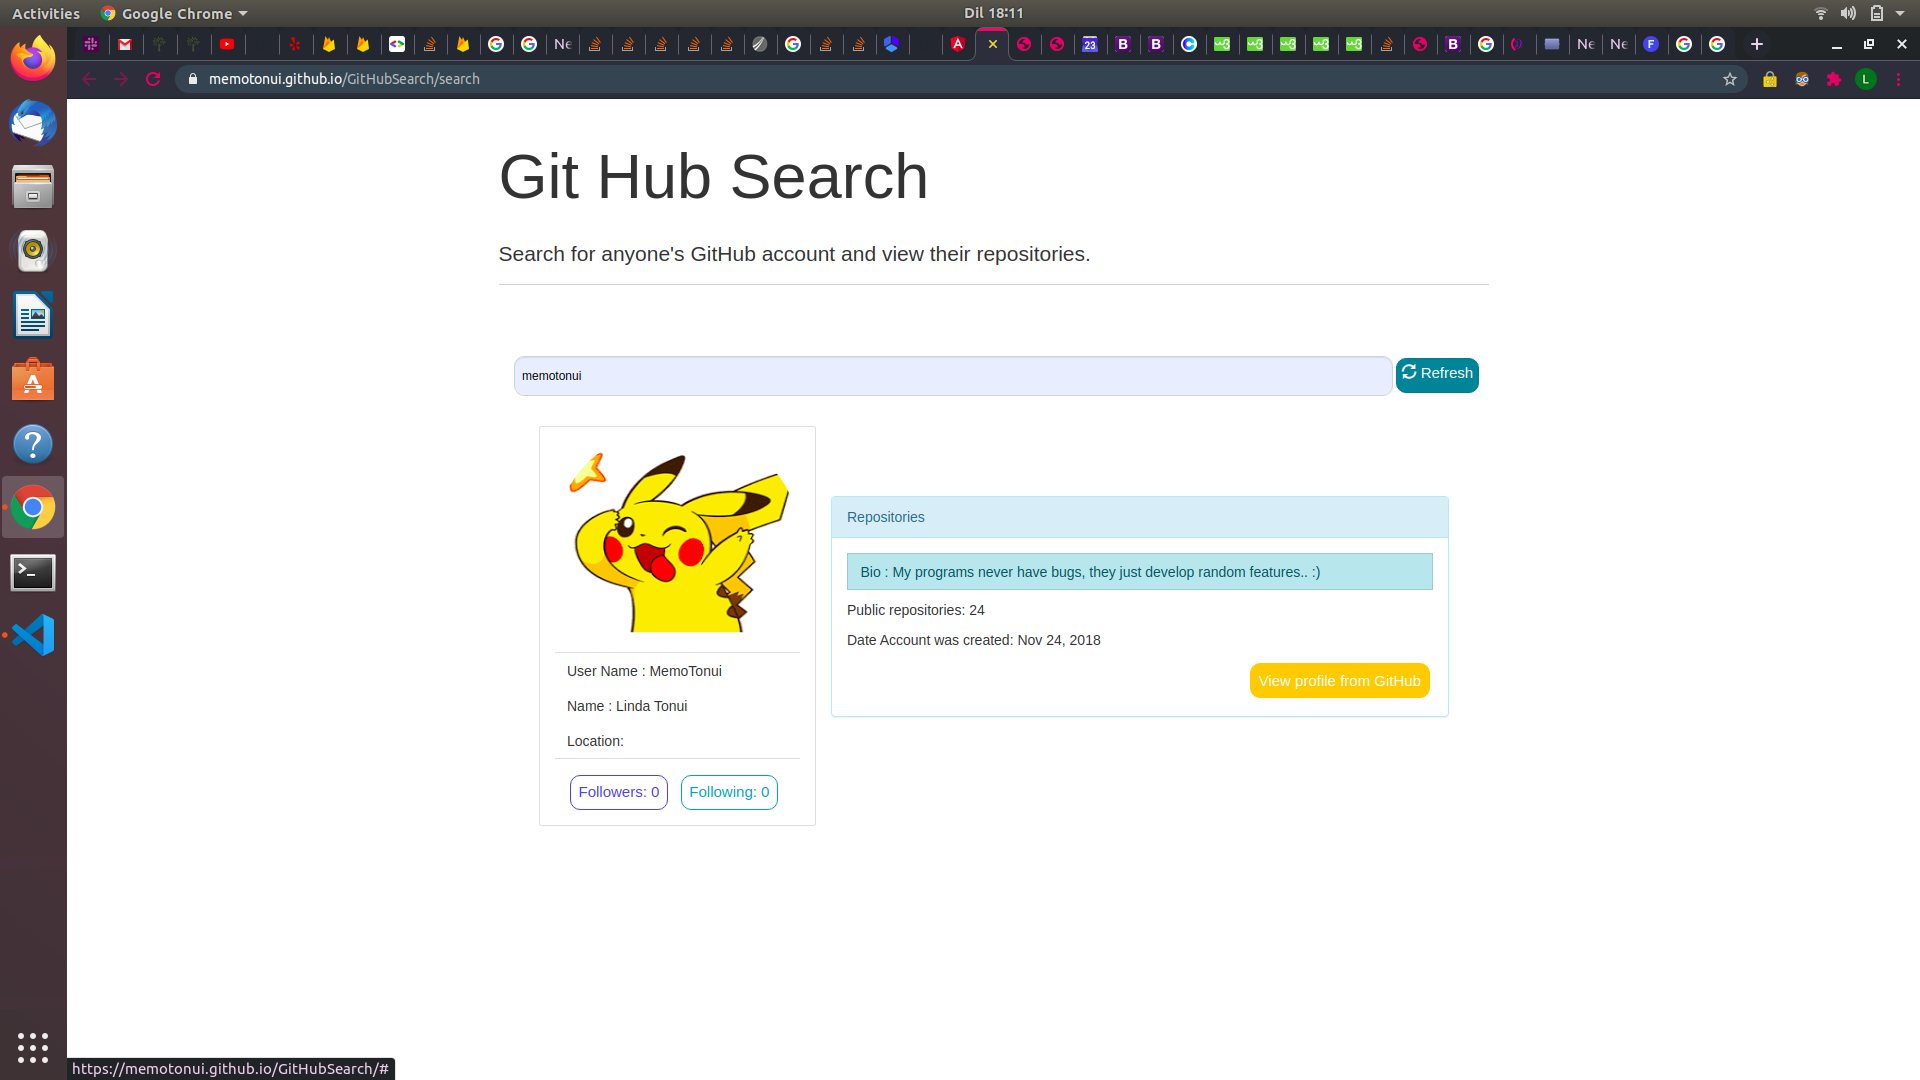 Activities Google Chrome Dil 18:11
23 Ne B B B Ne Ne F
memotonui.github.io/GitHubSearch/search L
Git Hub Search
Search for anyone's GitHub account and view their repositories.
memotonui
Refresh
Repositories
Bio : My programs never have bugs, they just develop random features.. :)
Public repositories: 24
Date Account was created: Nov 24, 2018
View profile from GitHub
User Name : MemoTonui
Name : Linda Tonui
Location:
Followers: 0 Following: 0
https://memotonui.github.io/GitHubSearch/#